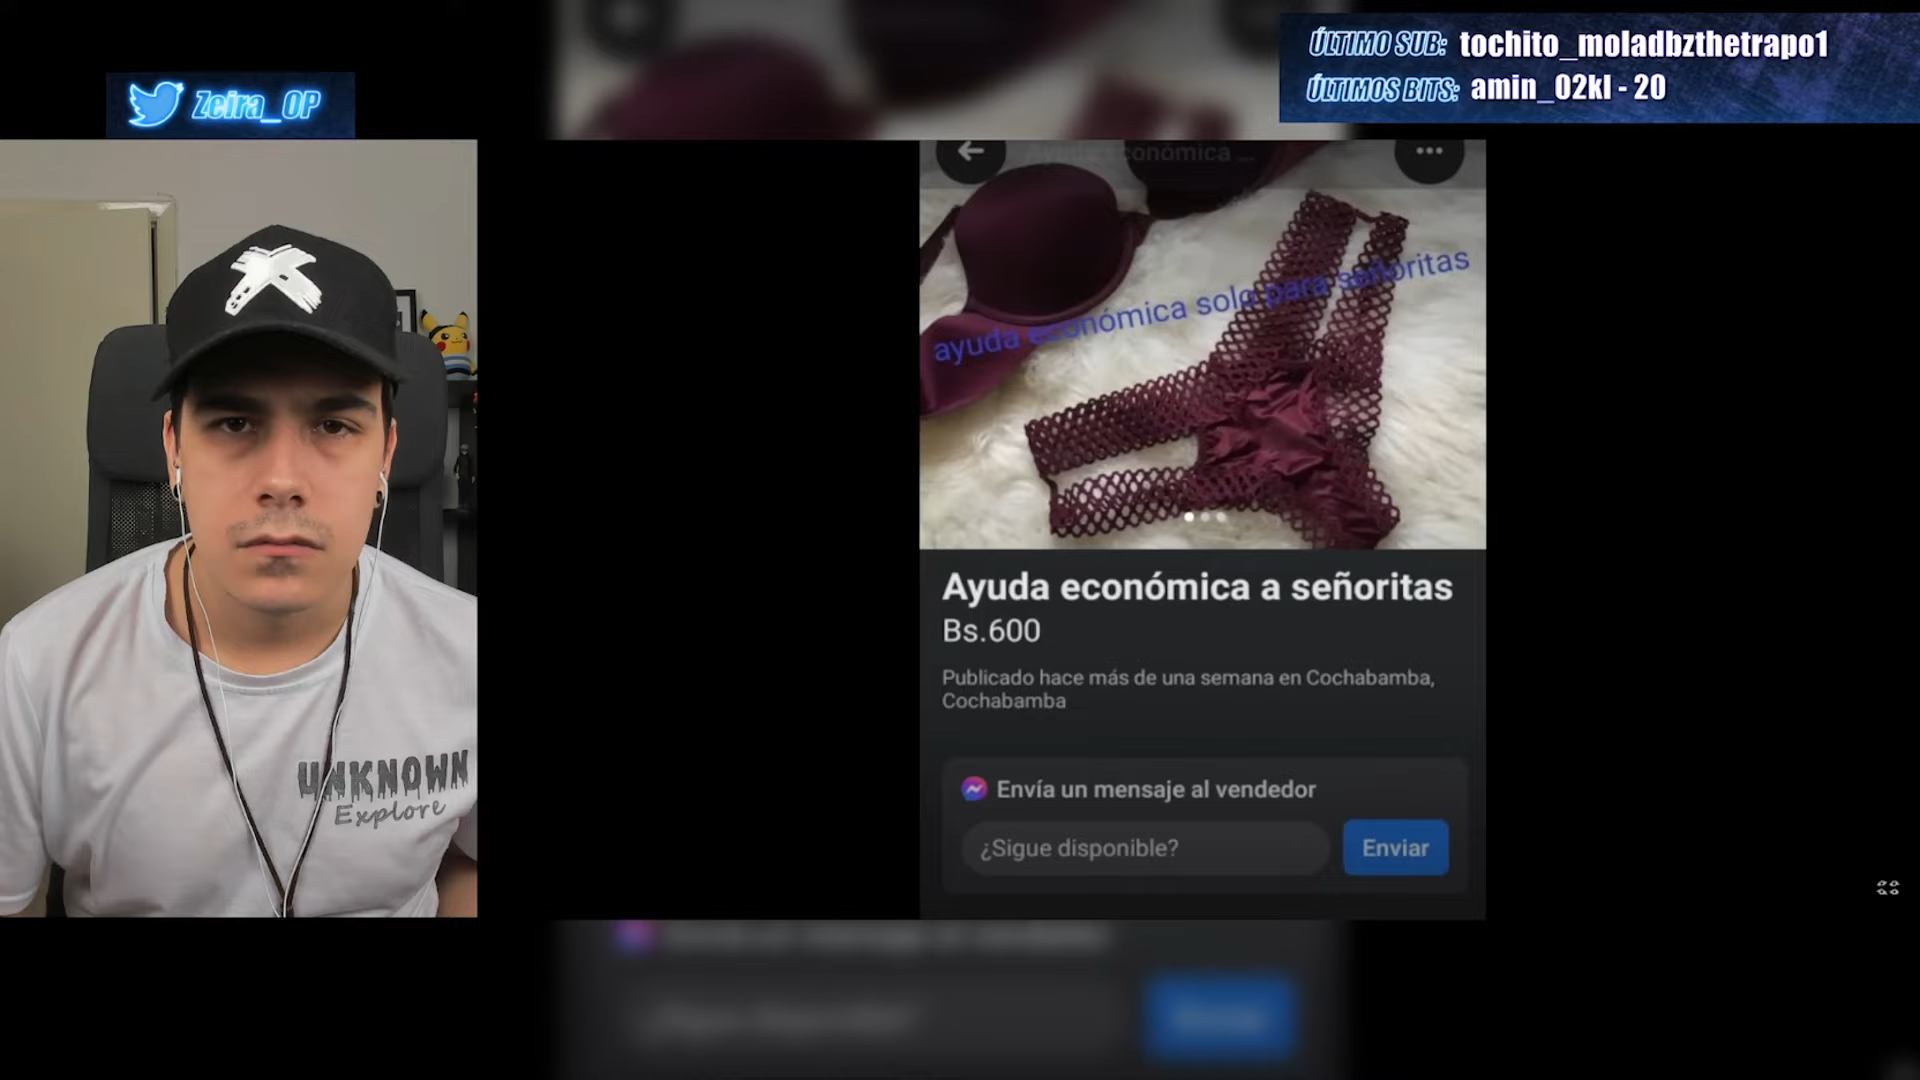 ÚLTIMO SUB: tochito_moladbzthetrapo1
ÚLTIMOS BITS: amin_02kl - 20
Zeira_OP
económica ...
ayuda económica solo para señoritas
Ayuda económica a señoritas
Bs.600
Publicado hace más de una semana en Cochabamba,
Cochabamba
Envía un mensaje al vendedor
¿Sigue disponible?
Enviar
UNKNOWN
Explore